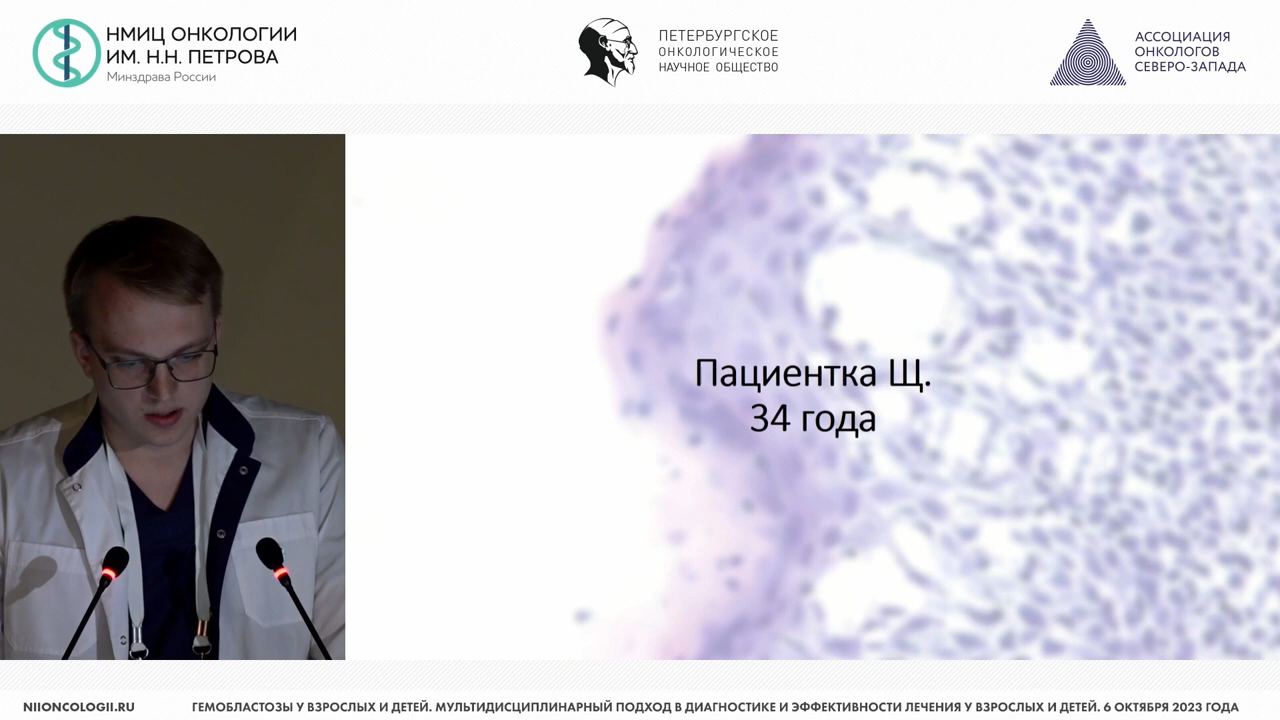 НМИЦ ОНКОЛОГИИ
ИМ. Н.Н. ПЕТРОВА
Минздрава России
ПЕТЕРБУРГСКОЕ
ОНКОЛОГИЧЕСКОЕ
НАУЧНОЕ ОБЩЕСТВО
АССОЦИАЦИЯ
ОНКОЛОГОВ
СЕВЕРО-ЗАПАДА
Пациентка Щ.
34 года
NIIONCOLOGII.RU
ГЕМОБЛАСТОЗЫ У ВЗРОСЛЫХ И ДЕТЕЙ. МУЛЬТИДИСЦИПЛИНАРНЫЙ ПОДХОД В ДИАГНОСТИКЕ И ЭФФЕКТИВНОСТИ ЛЕЧЕНИЯ У ВЗРОСЛЫХ И ДЕТЕЙ. 6 ОКТЯБРЯ 2023 ГОДА